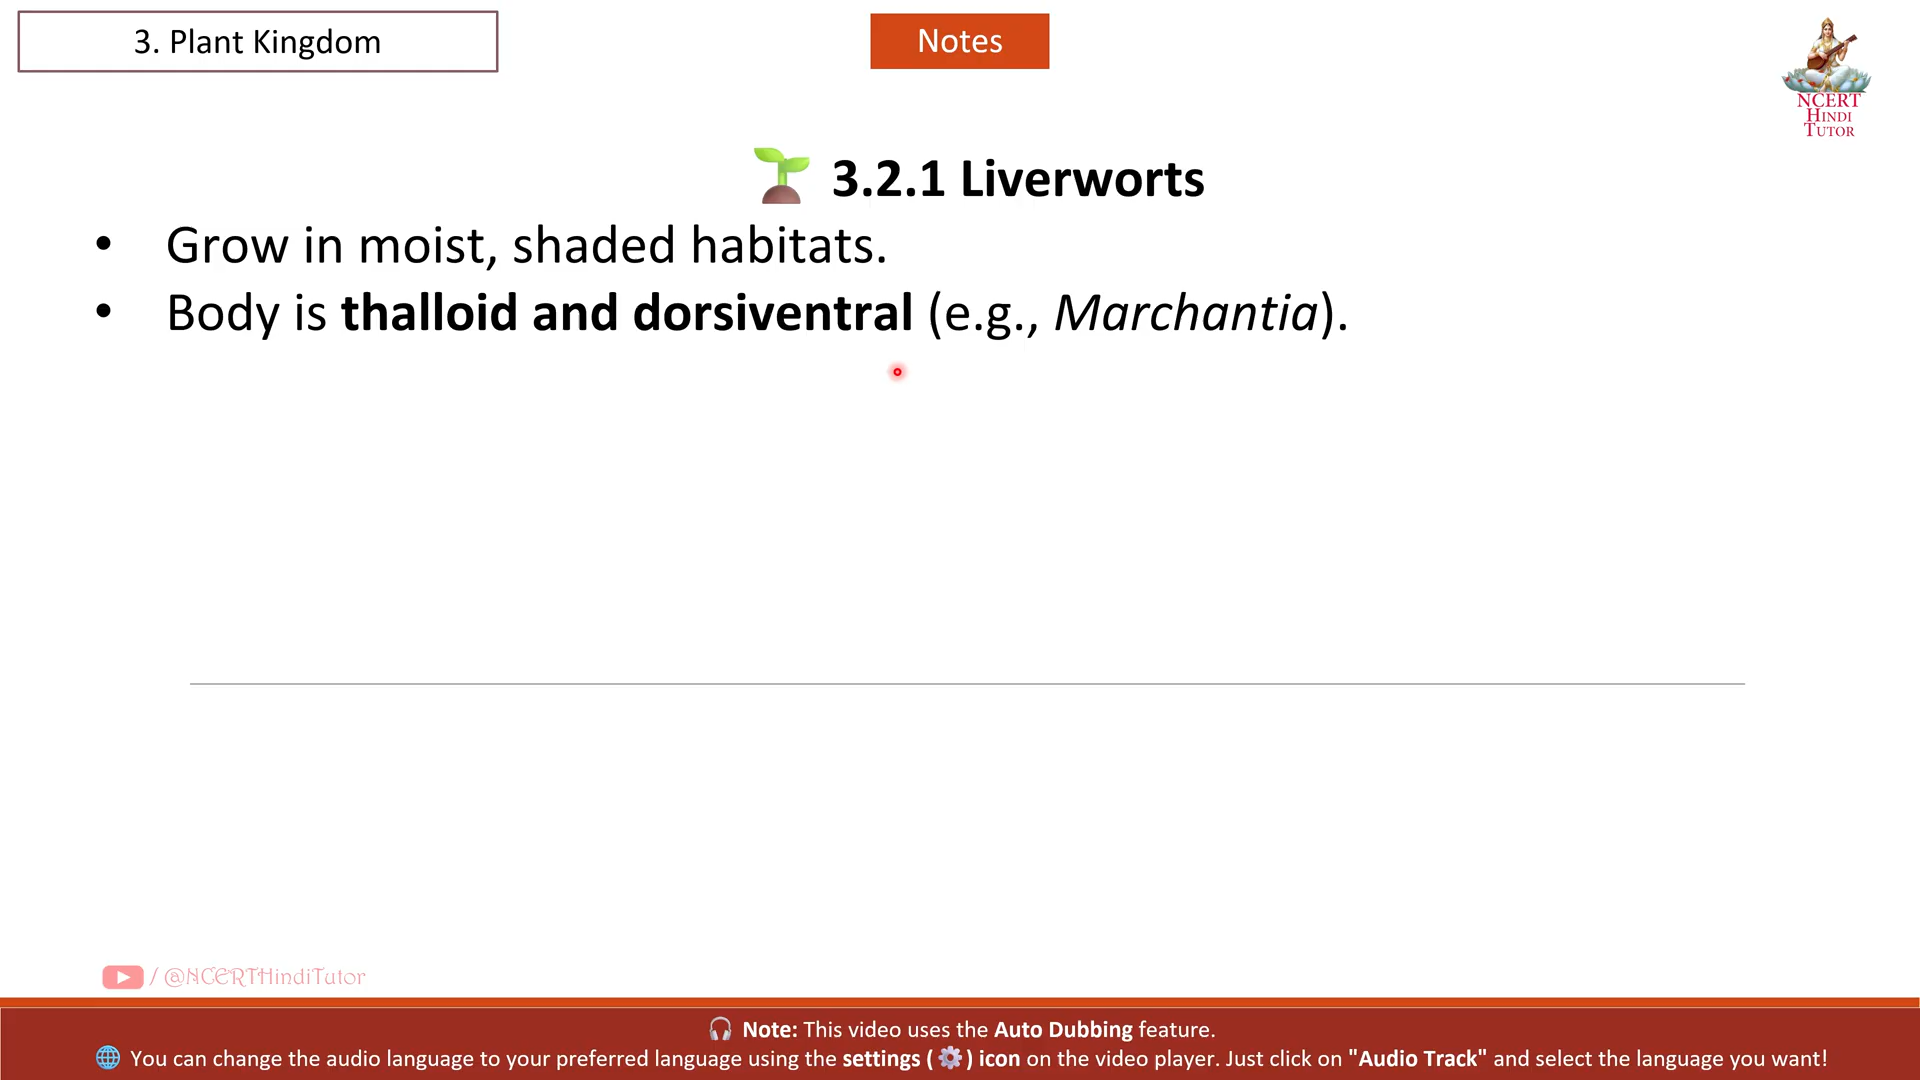 3. Plant Kingdom
Notes
NCERT
HINDI
TUTOR
3.2.1 Liverworts
• Grow in moist, shaded habitats.
• Body is thalloid and dorsiventral (e.g., Marchantia).
/ @NCERTHindiTutor
Note: This video uses the Auto Dubbing feature.
You can change the audio language to your preferred language using the settings ( ) icon on the video player. Just click on "Audio Track" and select the language you want!